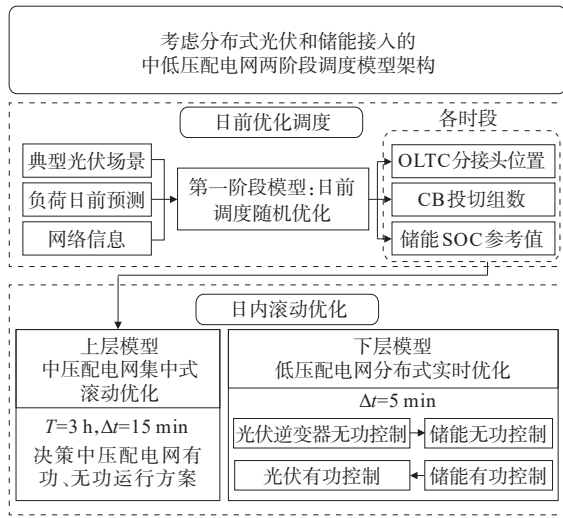 考虑分布式光伏和储能接入的
中低压配电网两阶段调度模型架构
日前优化调度
各时段
典型光伏场景
负荷日前预测
网络信息
第一阶段模型:日前
调度随机优化
OLTC分接头位置
CB投切组数
储能SOC参考值
日内滚动优化
上层模型
中压配电网集中式
滚动优化
T=3 h,Δt=15 min
决策中压配电网有
功、无功运行方案
下层模型
低压配电网分布式实时优化
Δt=5 min
光伏逆变器无功控制
储能无功控制
光伏有功控制
储能有功控制